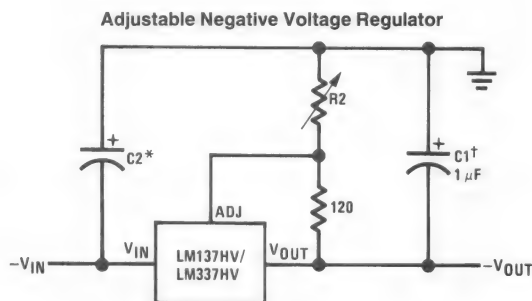 Adjustable Negative Voltage Regulator
R2
C2*
C1†
1 µF
ADJ
120
−VIN
VIN
LM137HV/
LM337HV
VOUT
−VOUT
+
+